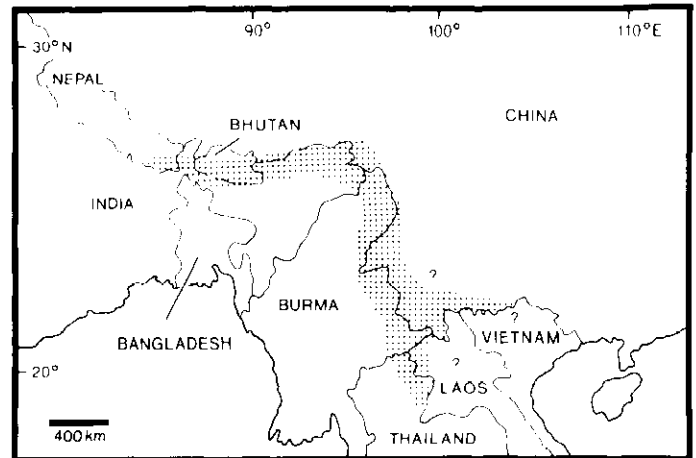 90°
100°
110°E
30°N
NEPAL
BHUTAN
CHINA
INDIA
?
BURMA
?
VIETNAM
BANGLADESH
?
LAOS
20°
400 km
THAILAND